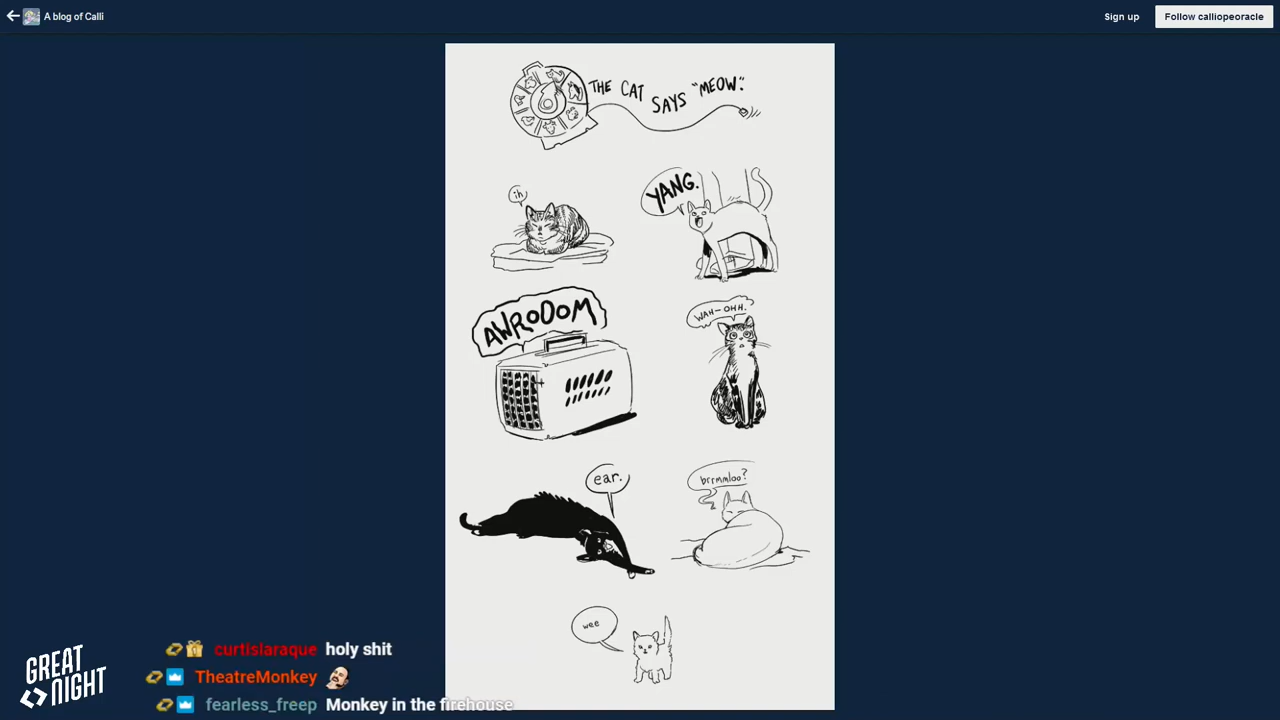 A blog of Calli
Sign up
Follow calliopeoracle
THE CAT SAYS "MEOW".
ih
YANG.
AWROOOM
WAH-OHH.
ear.
brrmmloo?
wee
GREAT
NIGHT
curtislaraque holy shit
TheatreMonkey
fearless_freep Monkey in the firehouse